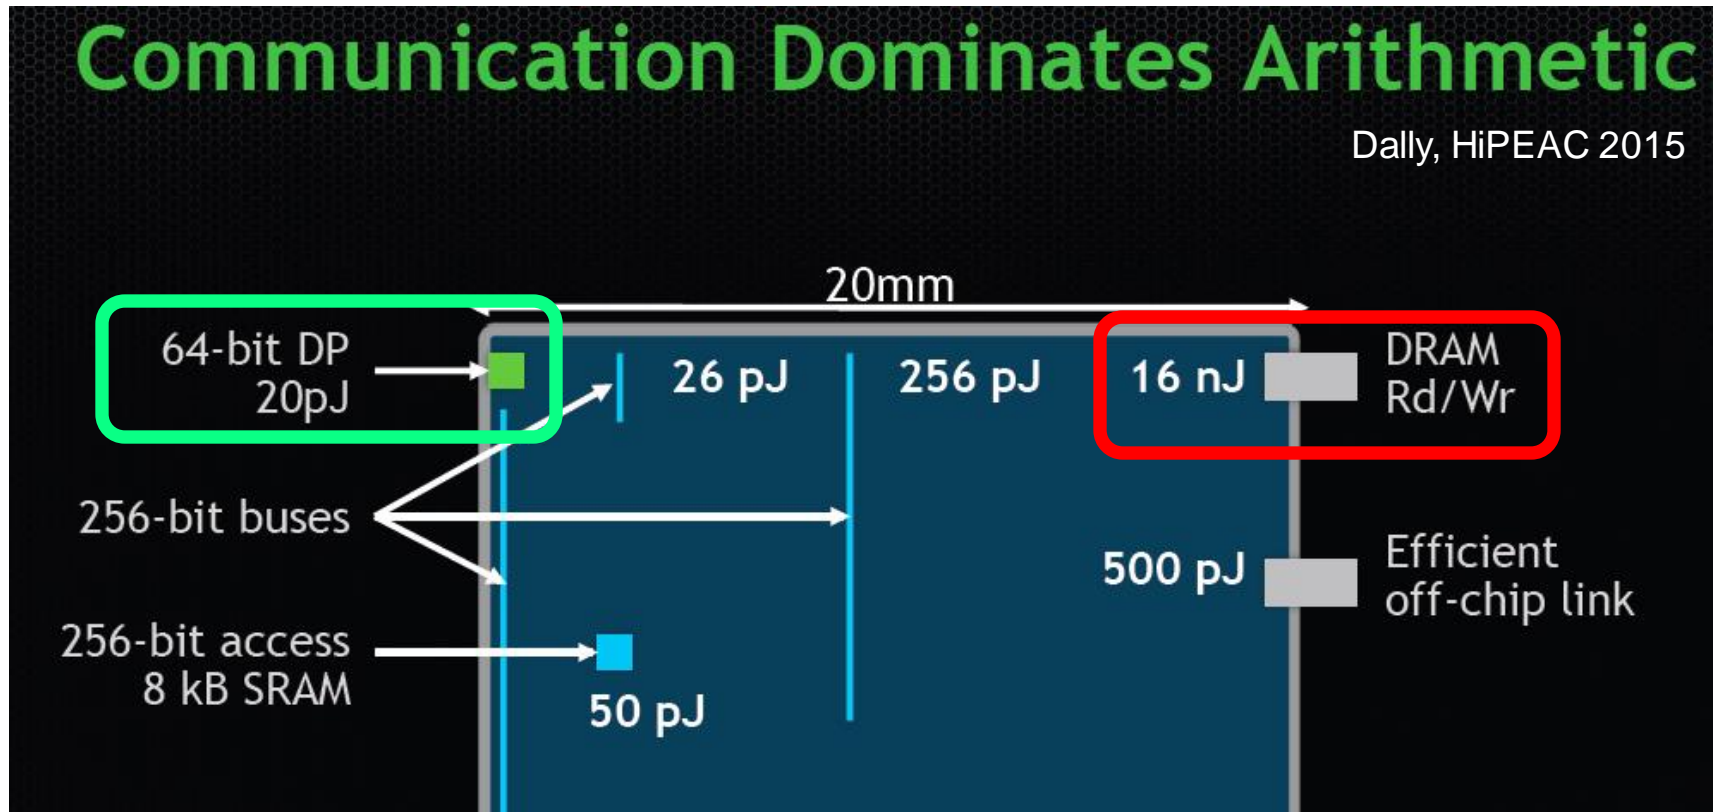 Communication Dominates Arithmetic
Dally, HiPEAC 2015
20mm
64-bit DP
20pJ
26 pJ
256 pJ
16 nJ
DRAM
Rd/Wr
256-bit buses
500 pJ
Efficient
off-chip link
256-bit access
8 kB SRAM
50 pJ